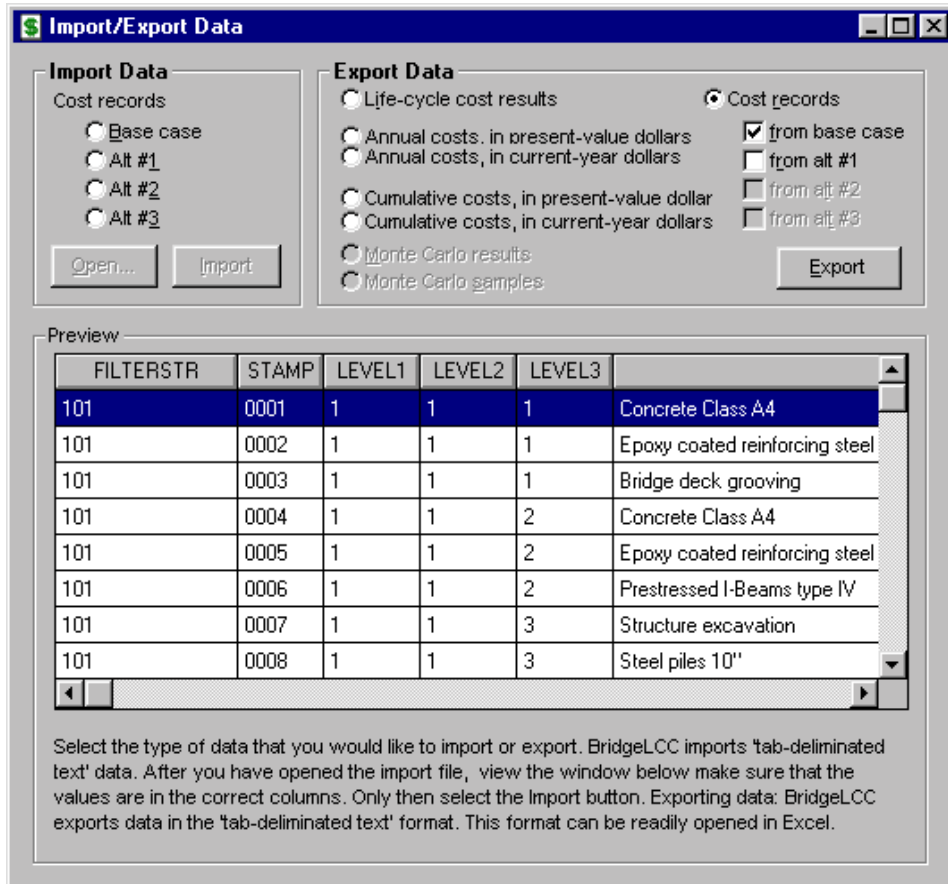 Import/Export Data
Import Data
Cost records
Base case
Alt #1
Alt #2
Alt #3
Open...
Import
Export Data
Life-cycle cost results
Annual costs, in present-value dollars
Annual costs, in current-year dollars
Cumulative costs, in present-value dollar
Cumulative costs, in current-year dollars
Monte Carlo results
Monte Carlo samples
Cost records
from base case
from alt #1
from alt #2
from alt #3
Export
Preview
FILTERSTR STAMP LEVEL1 LEVEL2 LEVEL3
101 0001 1 1 1 Concrete Class A4
101 0002 1 1 1 Epoxy coated reinforcing steel
101 0003 1 1 1 Bridge deck grooving
101 0004 1 1 2 Concrete Class A4
101 0005 1 1 2 Epoxy coated reinforcing steel
101 0006 1 1 2 Prestressed I-Beams type IV
101 0007 1 1 3 Structure excavation
101 0008 1 1 3 Steel piles 10"
Select the type of data that you would like to import or export. BridgeLCC imports 'tab-deliminated
text' data. After you have opened the import file, view the window below make sure that the
values are in the correct columns. Only then select the Import button. Exporting data: BridgeLCC
exports data in the 'tab-deliminated text' format. This format can be readily opened in Excel.